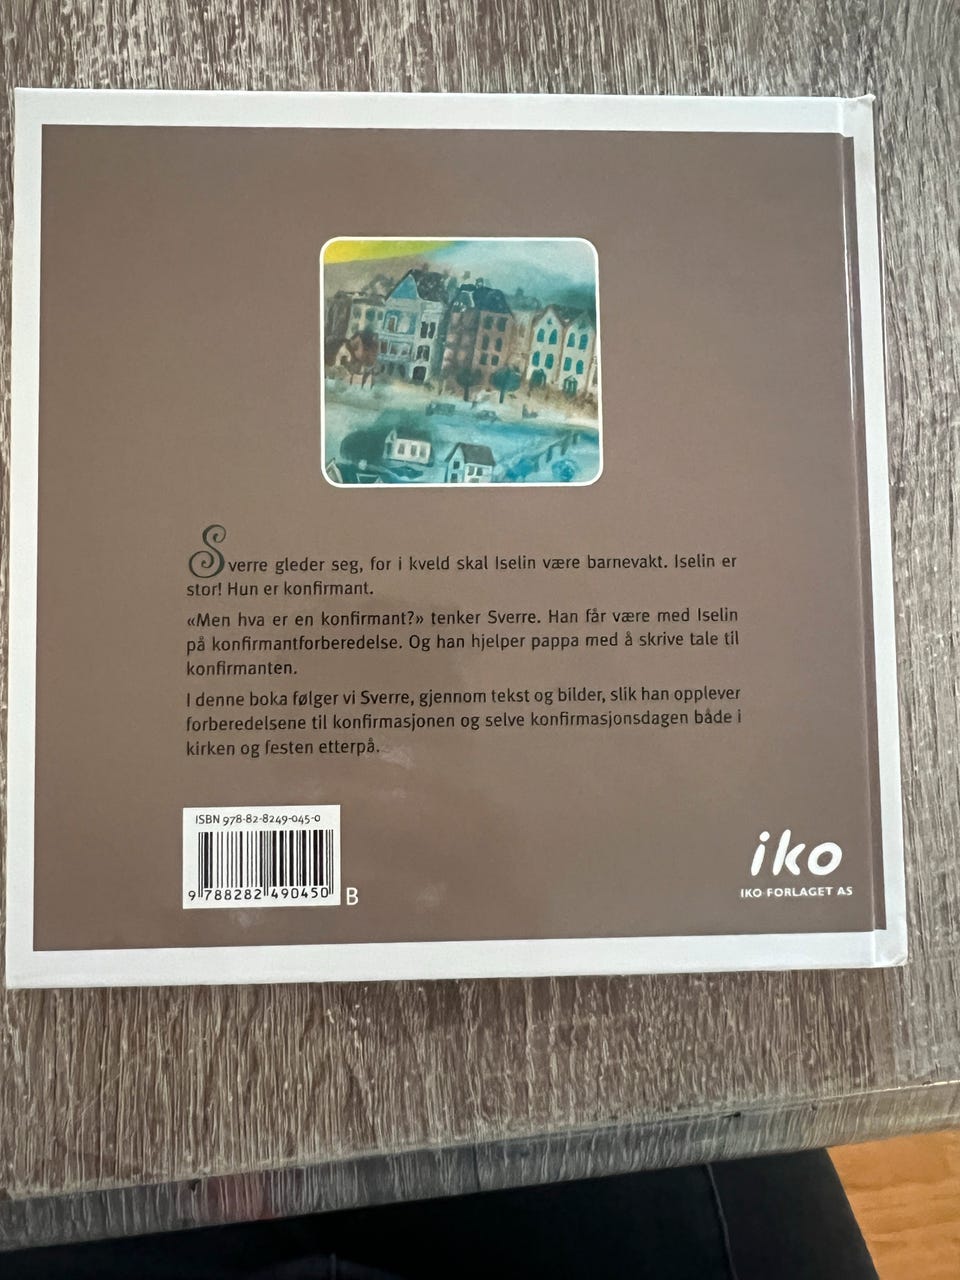 Sverre gleder seg, for i kveld skal Iselin være barnevakt. Iselin er
stor! Hun er konfirmant.
«Men hva er en konfirmant?» tenker Sverre. Han får være med Iselin
på konfirmantforberedelse. Og han hjelper pappa med å skrive tale til
konfirmanten.
I denne boka følger vi Sverre, gjennom tekst og bilder, slik han opplever
forberedelsene til konfirmasjonen og selve konfirmasjonsdagen både i
kirken og festen etterpå.
ISBN 978-82-8249-045-0
9 788282 490450
B
iko
IKO-FORLAGET AS